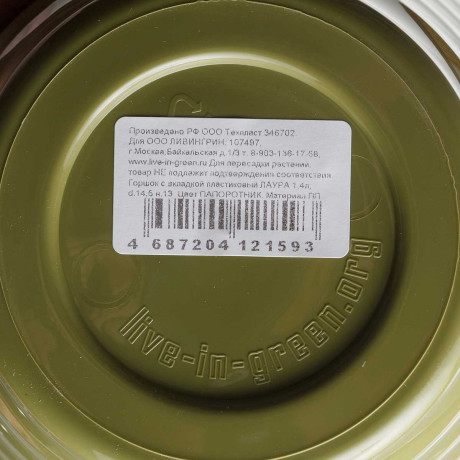 Произведено РФ ООО Техпласт 346702
Для ООО ЛИВИНГРИН, 107497,
г.Москва,Байкальская д.1/3 т. 8-903-136-17-58,
www.live-in-green.ru Для пересадки растений,
товар НЕ подлежит подтверждения соответствия
Горшок с вкладкой пластиковый ЛАУРА 1,4л,
d.14,5 н.13 Цвет ПАПОРОТНИК. Материал ПП
4 687204 121593
live-in-green.org